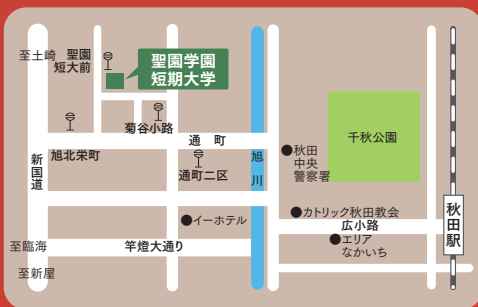 至土崎
聖園
短大前
聖園学園
短期大学
菊谷小路
旭北栄町
通町
通町二区
新国道
旭川
千秋公園
秋田
中央
警察署
イーホテル
カトリック秋田教会
広小路
エリア
なかいち
秋田駅
至臨海
竿燈大通り
至新屋